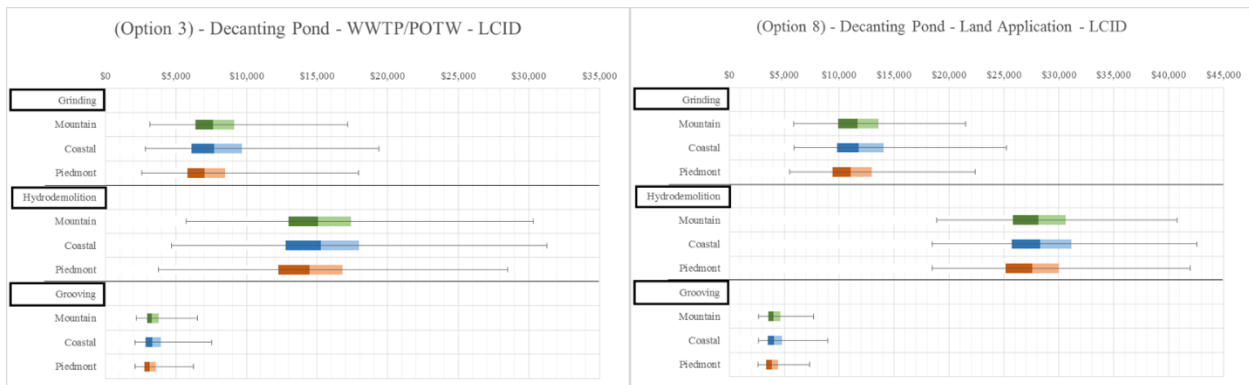 (Option 3) - Decanting Pond - WWTP/POTW - LCID
$0 $5,000 $10,000 $15,000 $20,000 $25,000 $30,000 $35,000
Grinding
Mountain
Coastal
Piedmont
Hydrodemolition
Mountain
Coastal
Piedmont
Grooving
Mountain
Coastal
Piedmont
(Option 8) - Decanting Pond - Land Application - LCID
$0 $5,000 $10,000 $15,000 $20,000 $25,000 $30,000 $35,000 $40,000 $45,000
Grinding
Mountain
Coastal
Piedmont
Hydrodemolition
Mountain
Coastal
Piedmont
Grooving
Mountain
Coastal
Piedmont